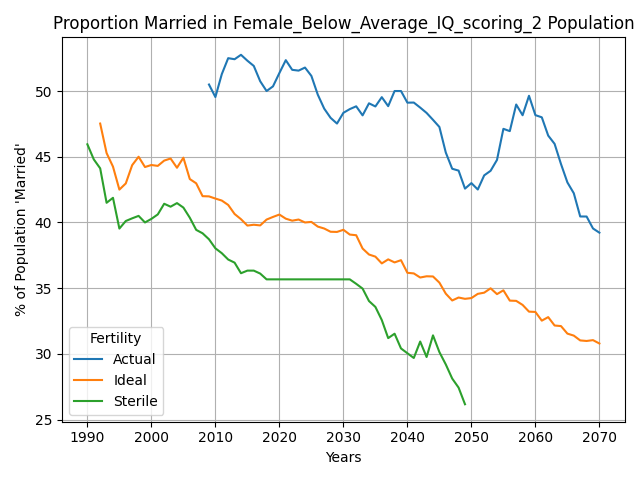 Proportion Married in Female_Below_Average_IQ_scoring_2 Population
% of Population 'Married'
50
45
40
35
30
25
Fertility
Actual
Ideal
Sterile
1990 2000 2010 2020 2030 2040 2050 2060 2070
Years